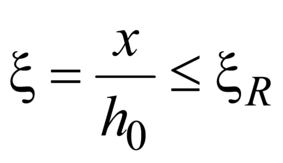 ξ = x / h₀ ≤ ξ_R